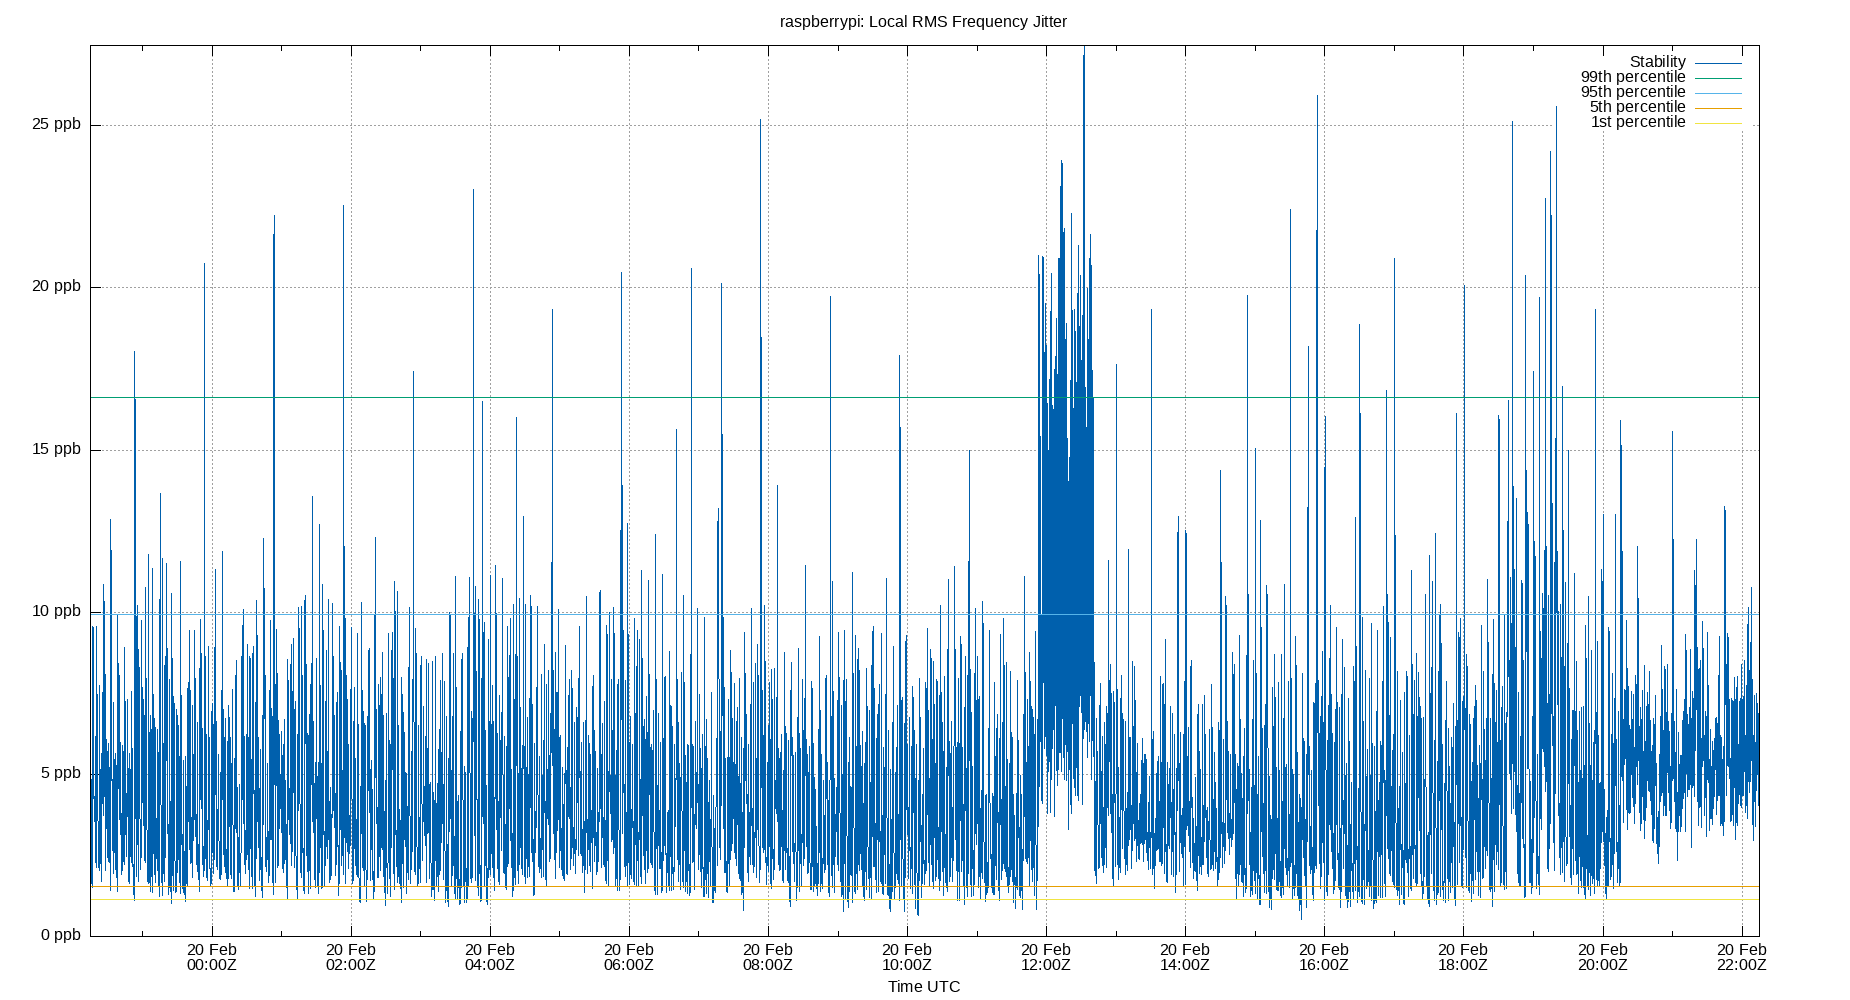 raspberrypi: Local RMS Frequency Jitter
Stability
99th percentile
95th percentile
5th percentile
1st percentile
25 ppb
20 ppb
15 ppb
10 ppb
5 ppb
0 ppb
20 Feb 20 Feb 20 Feb 20 Feb 20 Feb 20 Feb 20 Feb 20 Feb 20 Feb 20 Feb 20 Feb 20 Feb
00:00Z 02:00Z 04:00Z 06:00Z 08:00Z 10:00Z 12:00Z 14:00Z 16:00Z 18:00Z 20:00Z 22:00Z
Time UTC